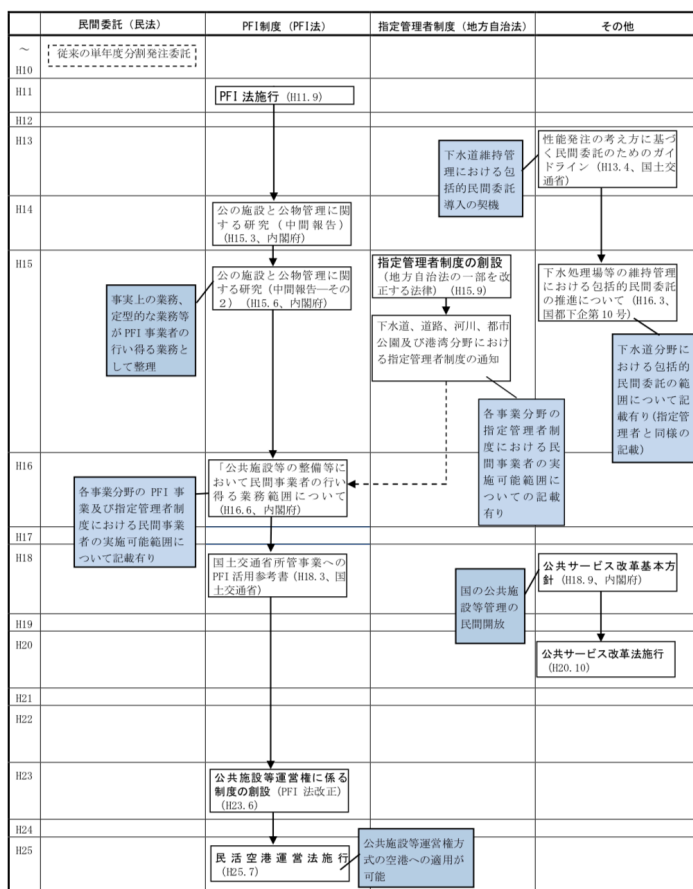 民間委託（民法）
PFI制度（PFI法）
指定管理者制度（地方自治法）
その他
～
H10
従来の単年度分割発注委託
H11
PFI 法施行（H11.9）
H12
H13
下水道維持管
理における包
括的民間委託
導入の契機
性能発注の考え方に基づ
く民間委託のためのガイ
ドライン（H13.4、国土交
通省）
H14
公の施設と公物管理に関
する研究（中間報告）
（H15.3、内閣府）
H15
公の施設と公物管理に関
する研究（中間報告―その
２）（H15.6、内閣府）
事実上の業務、
定型的な業務等
が PFI 事業者の
行い得る業務と
して整理
指定管理者制度の創設
（地方自治法の一部を改
正する法律）（H15.9）
下水道、道路、河川、都市
公園及び港湾分野におけ
る指定管理者制度の通知
下水処理場等の維持管理
における包括的民間委託
の推進について（H16.3、
国都下企第 10 号）
下水道分野に
おける包括的
民間委託の範
囲について記
載有り(指定管
理者と同様の
記載)
各事業分野の
指定管理者制
度における民
間事業者の実
施可能範囲に
ついての記載
有り
H16
「公共施設等の整備等に
おいて民間事業者の行い
得る業務範囲について
（H16.6、内閣府）
各事業分野の PFI 事
業及び指定管理者制
度における民間事業
者の実施可能範囲に
ついて記載有り
H17
H18
国土交通省所管事業への
PFI 活用参考書（H18.3、国
土交通省）
国の公共施
設等管理の
民間開放
公共サービス改革基本方
針（H18.9、内閣府）
H19
H20
公共サービス改革法施行
（H20.10）
H21
H22
H23
公共施設等運営権に係る
制度の創設（PFI 法改正）
（H23.6）
H24
H25
民活空港運営法施行
（H25.7）
公共施設等運営権方
式の空港への適用が
可能